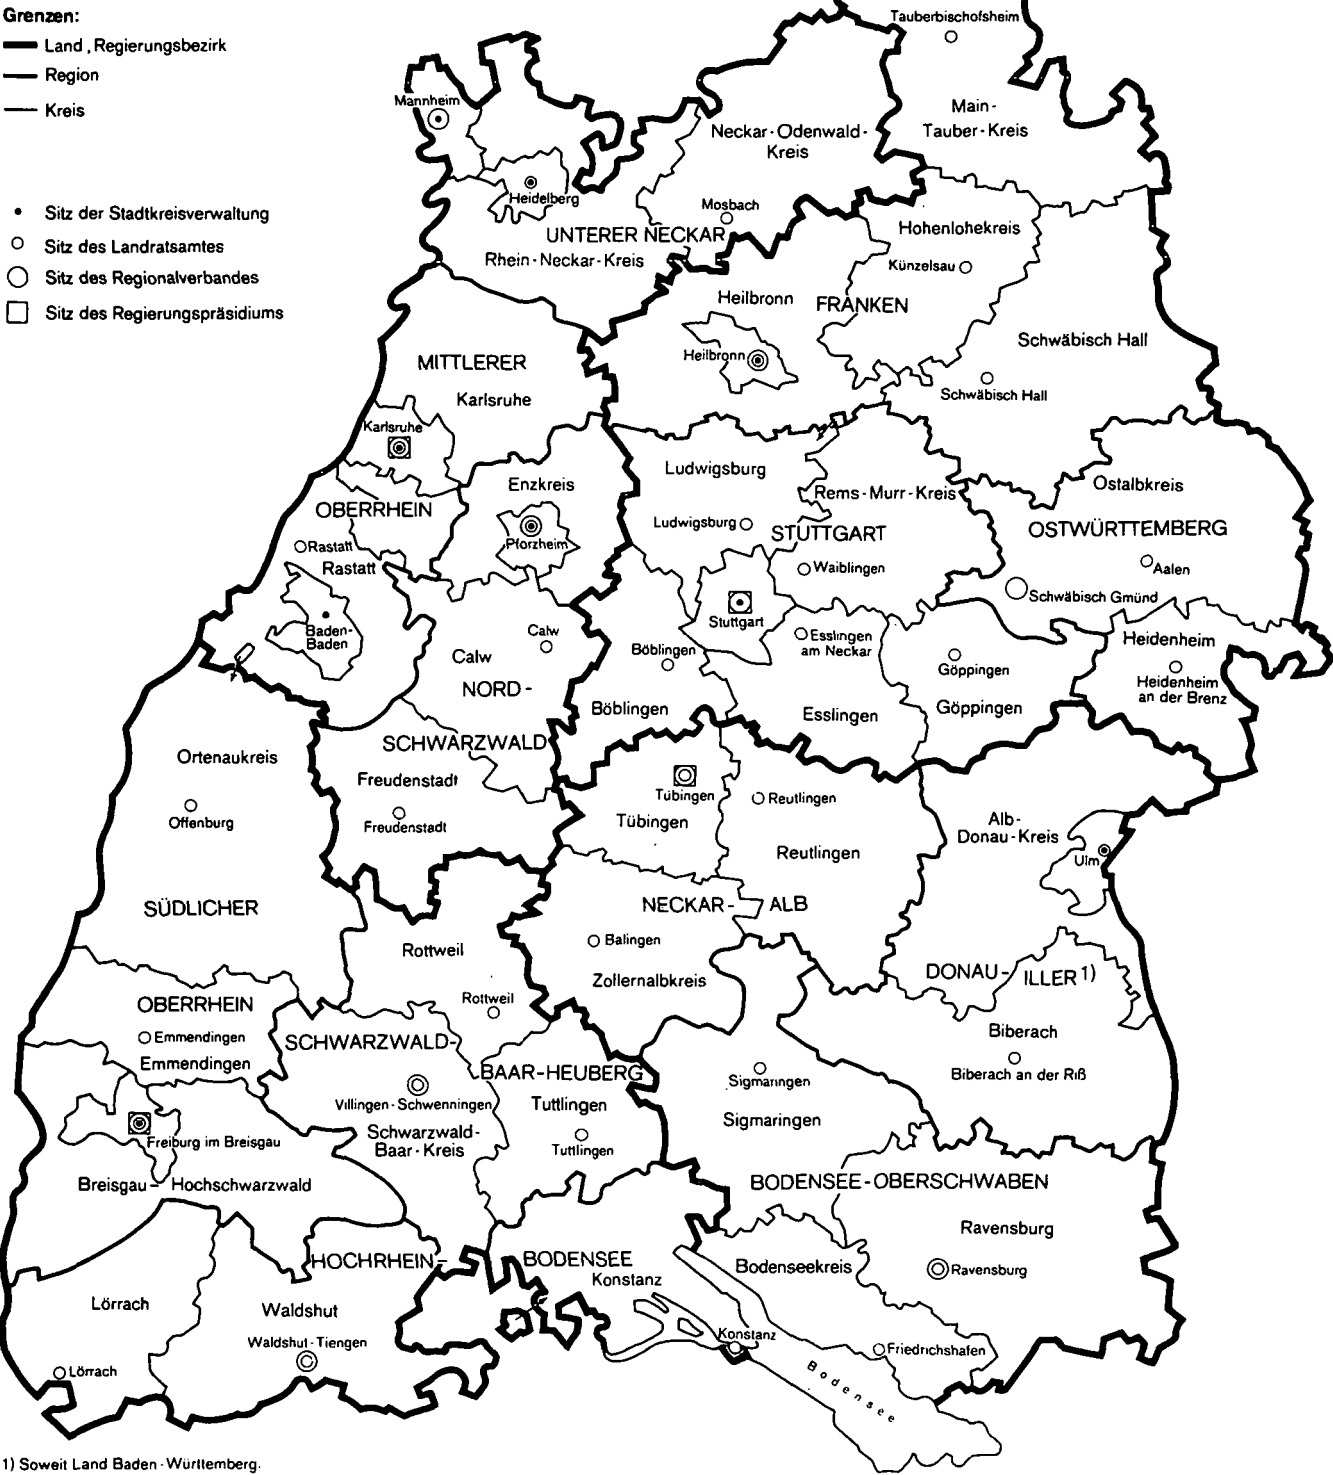 Grenzen:
Land, Regierungsbezirk
Region
Kreis
Sitz der Stadtkreisverwaltung
Sitz des Landratsamtes
Sitz des Regionalverbandes
Sitz des Regierungspräsidiums
Tauberbischofsheim
Main-
Tauber-Kreis
Mannheim
Neckar-Odenwald-
Kreis
Heidelberg
Mosbach
UNTERER NECKAR
Rhein-Neckar-Kreis
Hohenlohekreis
Künzelsau
Heilbronn
FRANKEN
Heilbronn
Schwäbisch Hall
Schwäbisch Hall
MITTLERER
Karlsruhe
Karlsruhe
OBERRHEIN
Rastatt
Rastatt
Baden-
Baden
Enzkreis
Pforzheim
Ludwigsburg
Ludwigsburg
Rems-Murr-Kreis
STUTTGART
Waiblingen
Stuttgart
Ostalbkreis
OSTWÜRTTEMBERG
Aalen
Schwäbisch Gmünd
Heidenheim
Heidenheim
an der Brenz
Calw
Calw
NORD-
SCHWARZWALD
Böblingen
Böblingen
Esslingen
am Neckar
Esslingen
Göppingen
Göppingen
Freudenstadt
Freudenstadt
Ortenaukreis
Offenburg
SÜDLICHER
OBERRHEIN
Tübingen
Tübingen
Reutlingen
Reutlingen
NECKAR-ALB
Balingen
Zollernalbkreis
Alb-
Donau-Kreis
Ulm
DONAU-ILLER 1)
Biberach
Biberach an der Riß
Rottweil
Rottweil
Emmendingen
Emmendingen
SCHWARZWALD-
BAAR-HEUBERG
Villingen-Schwenningen
Schwarzwald-
Baar-Kreis
Tuttlingen
Tuttlingen
Sigmaringen
Sigmaringen
Freiburg im Breisgau
Breisgau-Hochschwarzwald
BODENSEE-OBERSCHWABEN
Ravensburg
Ravensburg
Bodenseekreis
Friedrichshafen
HOCHRHEIN-
BODENSEE
Konstanz
Konstanz
Bodensee
Lörrach
Lörrach
Waldshut
Waldshut-Tiengen
1) Soweit Land Baden-Württemberg.